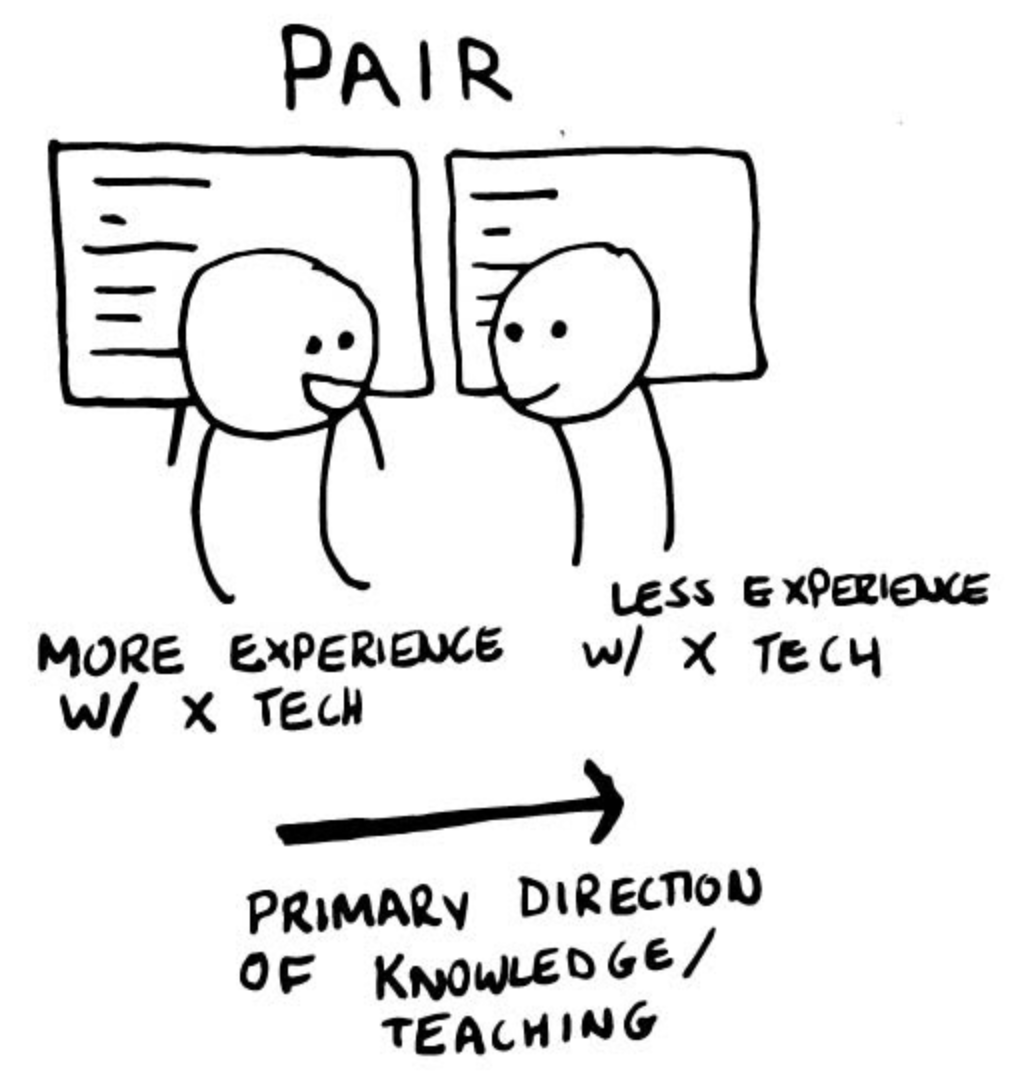 PAIR
MORE EXPERIENCE
W/ X TECH
LESS EXPERIENCE
W/ X TECH
PRIMARY DIRECTION
OF KNOWLEDGE/
TEACHING